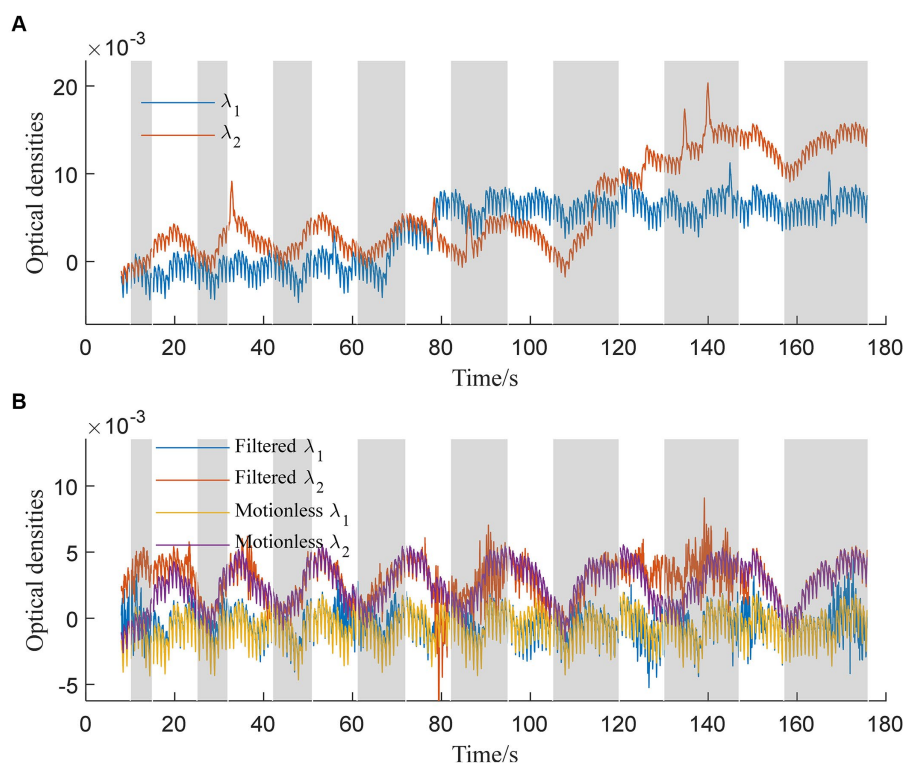 A
×10⁻³
20
10
0
Optical densities
λ₁
λ₂
0 20 40 60 80 100 120 140 160 180
Time/s
B
×10⁻³
10
5
0
-5
Optical densities
Filtered λ₁
Filtered λ₂
Motionless λ₁
Motionless λ₂
0 20 40 60 80 100 120 140 160 180
Time/s